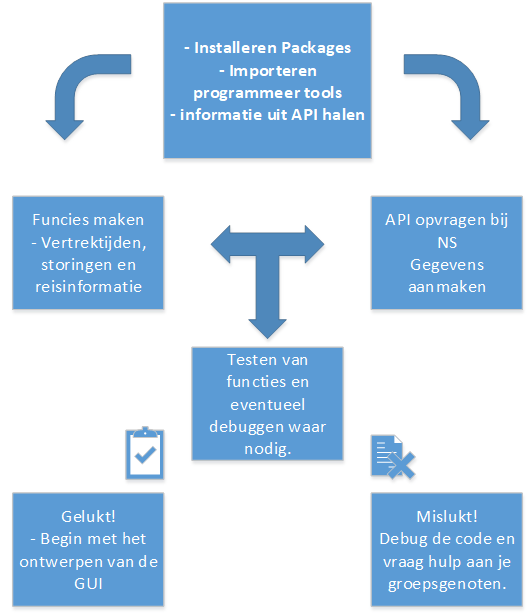 - Installeren Packages
- Importeren
programmeer tools
- informatie uit API halen
Funcies maken
- Vertrektijden,
storingen en
reisinformatie
API opvragen bij
NS
Gegevens
aanmaken
Testen van
functies en
eventueel
debuggen waar
nodig.
Gelukt!
- Begin met het
ontwerpen van de
GUI
Mislukt!
Debug de code en
vraag hulp aan je
groepsgenoten.